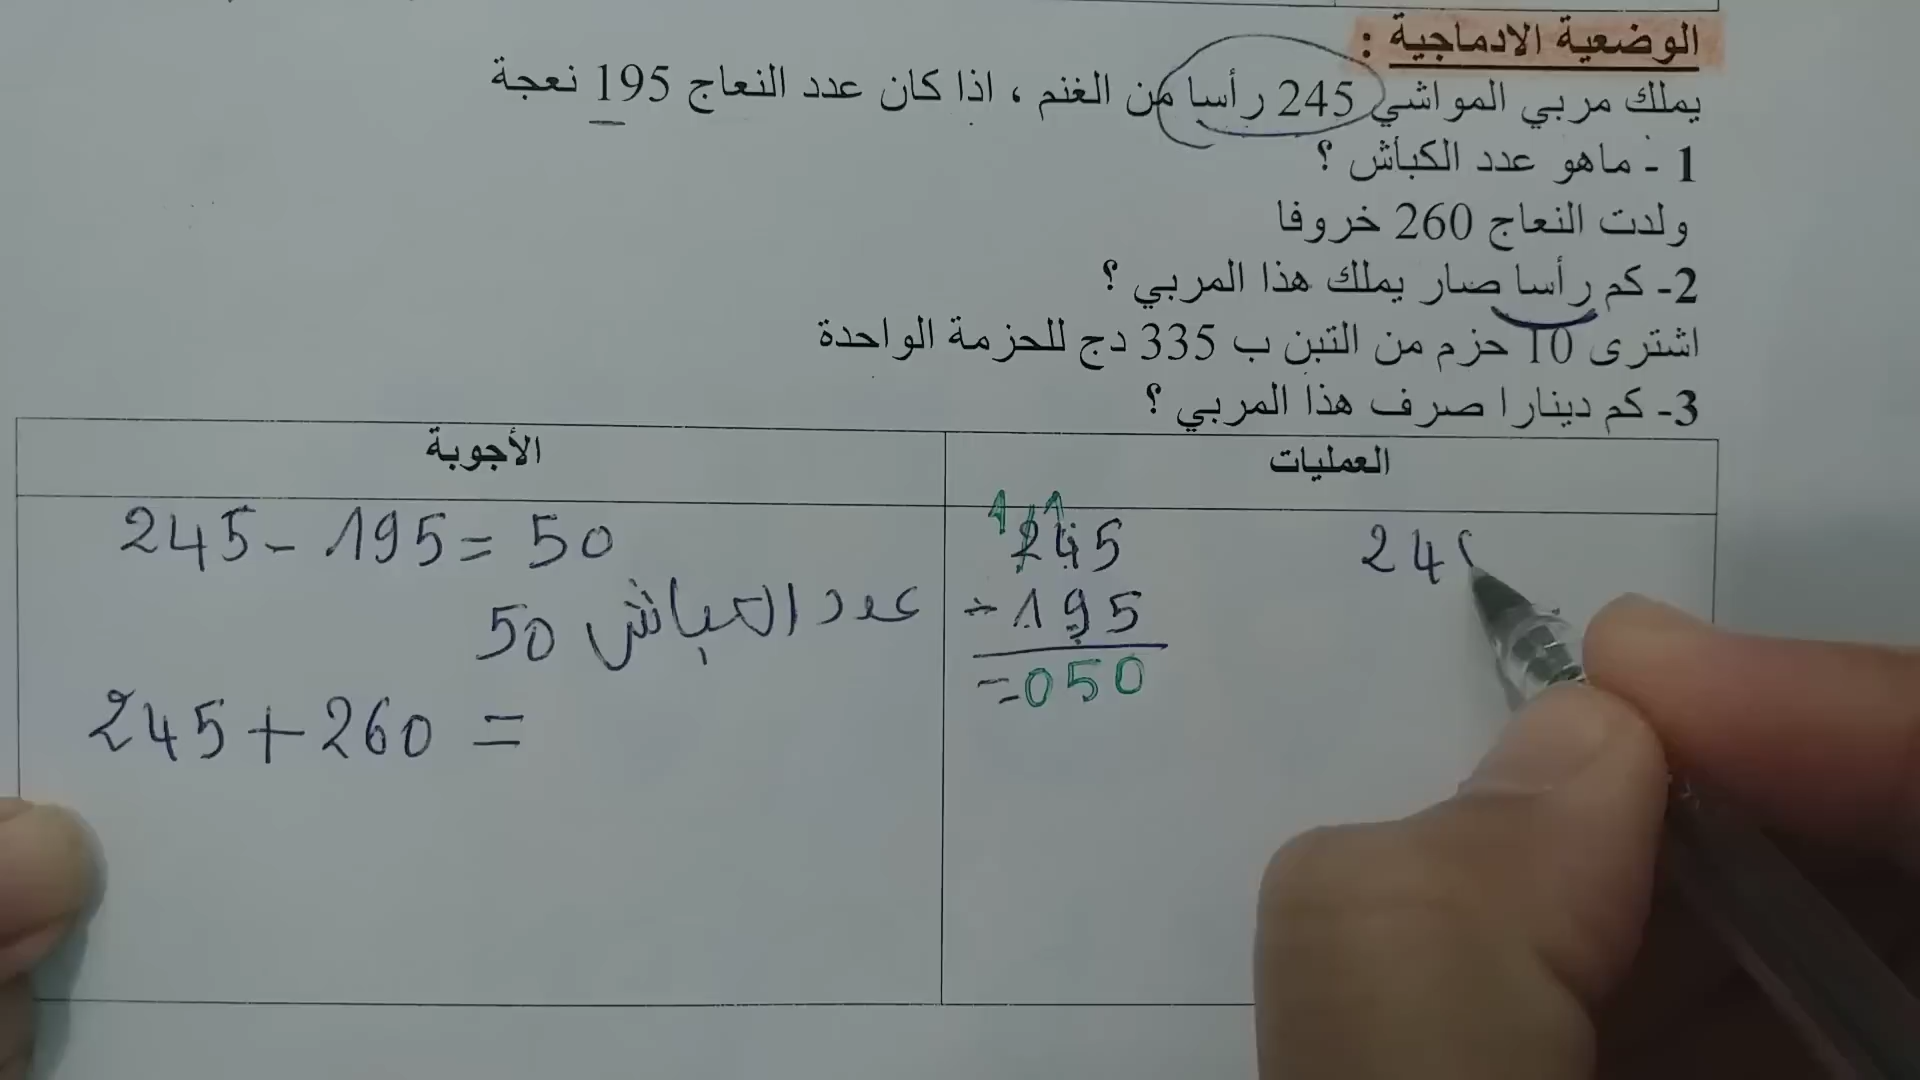 الوضعية الادماجية :
يملك مربي المواشي 245 رأسا من الغنم ، اذا كان عدد النعاج 195 نعجة
1 - ماهو عدد الكباش ؟
ولدت النعاج 260 خروفا
2- كم رأسا صار يملك هذا المربي ؟
اشترى 10 حزم من التبن ب 335 دج للحزمة الواحدة
3- كم دينارا صرف هذا المربي ؟
العمليات
الأجوبة
1 1
245
- 195
= 050
24
245 - 195 = 50
عدد الكباش 50
245 + 260 =